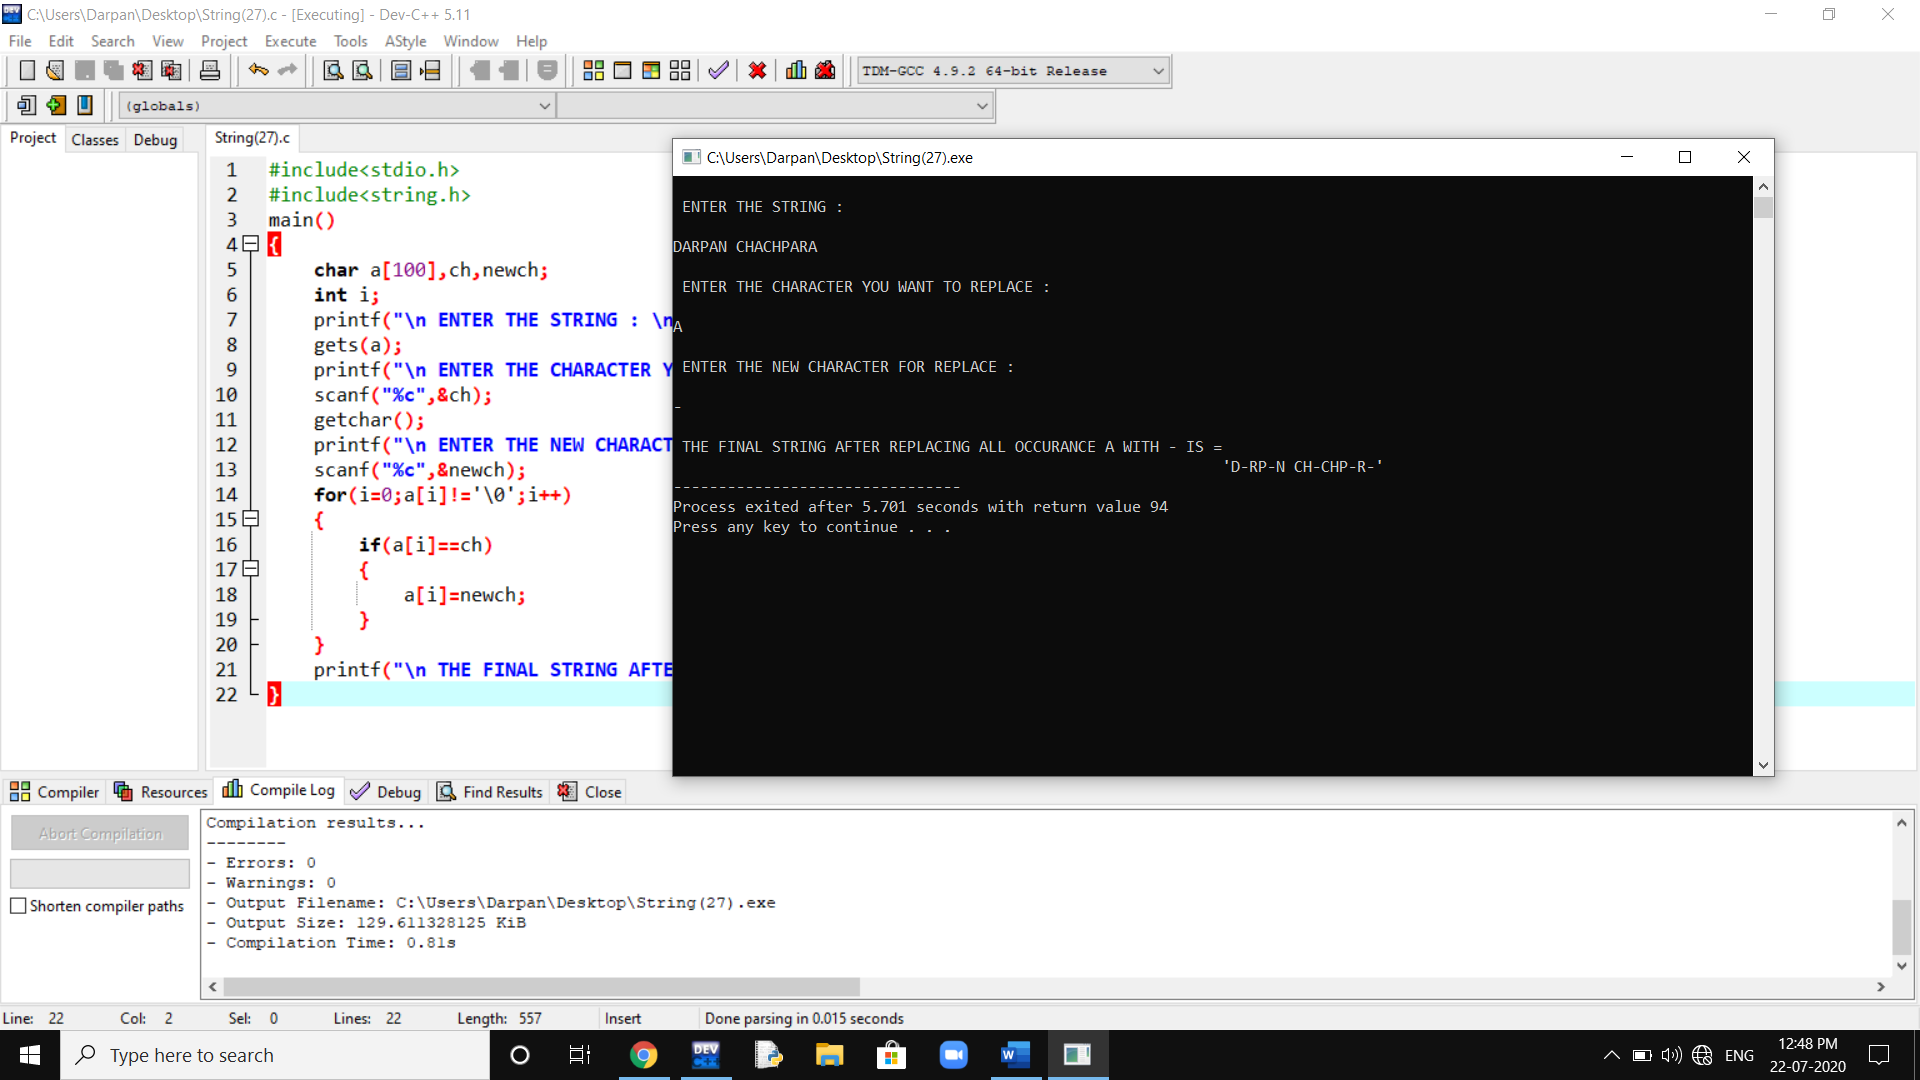 C:\Users\Darpan\Desktop\String(27).c - [Executing] - Dev-C++ 5.11
File Edit Search View Project Execute Tools AStyle Window Help
TDM-GCC 4.9.2 64-bit Release
(globals)
Project Classes Debug
String(27).c
1 #include<stdio.h>
2 #include<string.h>
3 main()
4 {
5 char a[100],ch,newch;
6 int i;
7 printf("\n ENTER THE STRING : \n
8 gets(a);
9 printf("\n ENTER THE CHARACTER Y
10 scanf("%c",&ch);
11 getchar();
12 printf("\n ENTER THE NEW CHARACT
13 scanf("%c",&newch);
14 for(i=0;a[i]!='\0';i++)
15 {
16 if(a[i]==ch)
17 {
18 a[i]=newch;
19 }
20 }
21 printf("\n THE FINAL STRING AFTE
22 }
C:\Users\Darpan\Desktop\String(27).exe
ENTER THE STRING :
DARPAN CHACHPARA
ENTER THE CHARACTER YOU WANT TO REPLACE :
A
ENTER THE NEW CHARACTER FOR REPLACE :
-
THE FINAL STRING AFTER REPLACING ALL OCCURANCE A WITH - IS =
'D-RP-N CH-CHP-R-'
--------------------------------
Process exited after 5.701 seconds with return value 94
Press any key to continue . . .
Compiler Resources Compile Log Debug Find Results Close
Abort Compilation
Shorten compiler paths
Compilation results...
--------
- Errors: 0
- Warnings: 0
- Output Filename: C:\Users\Darpan\Desktop\String(27).exe
- Output Size: 129.611328125 KiB
- Compilation Time: 0.81s
Line: 22 Col: 2 Sel: 0 Lines: 22 Length: 557 Insert Done parsing in 0.015 seconds
Type here to search
DEV
ENG
12:48 PM
22-07-2020